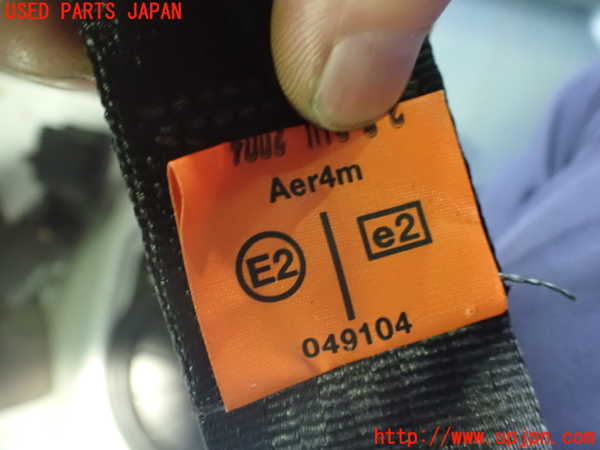 USED PARTS JAPAN
Aer4m
E2
e2
049104
http://www.upjpn.com